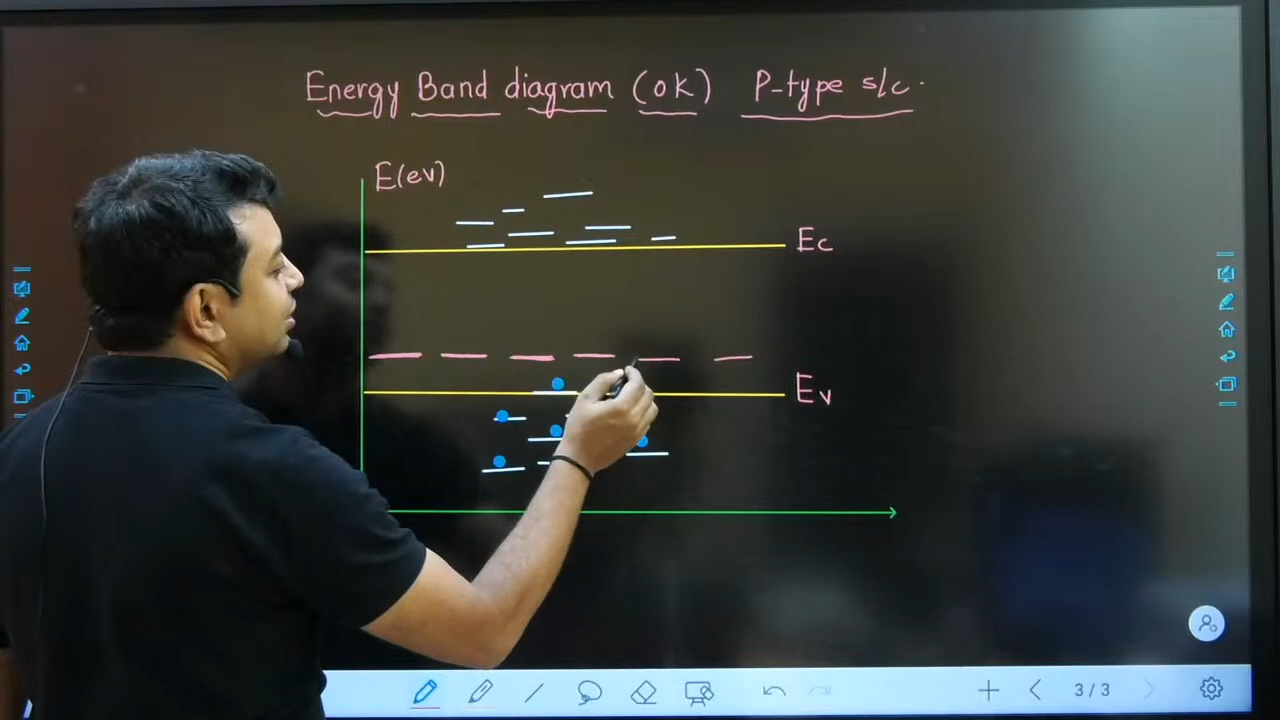 Energy Band diagram (0K) P-type s/c.
E(ev)
Ec
Ev
3/3